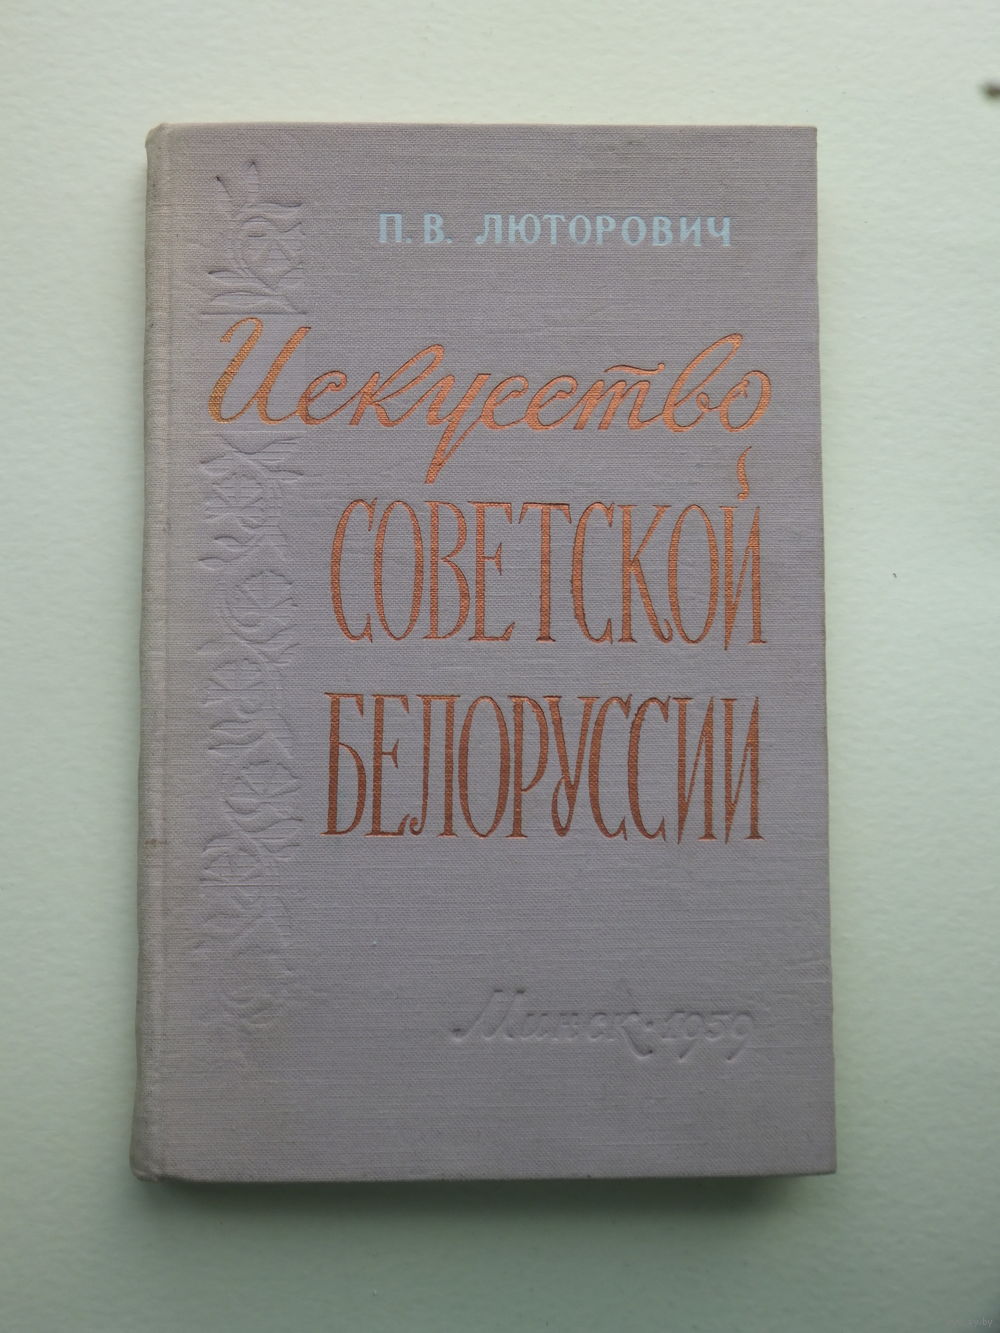 П. В. ЛЮТОРОВИЧ
Искусство
СОВЕТСКОЙ
БЕЛОРУССИИ
Минск · 1959